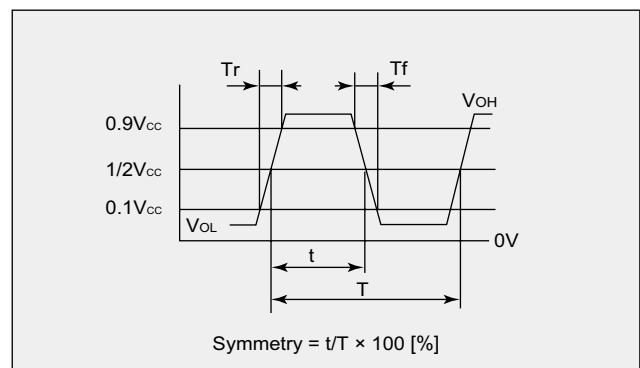 Tr
Tf
VOH
0.9Vcc
1/2Vcc
0.1Vcc
VOL
0V
t
T
Symmetry = t/T × 100 [%]